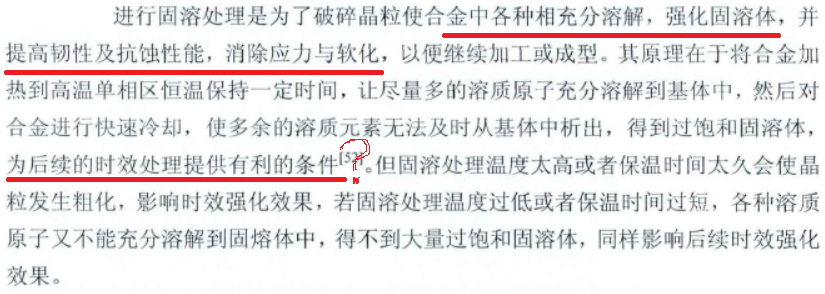 进行固溶处理是为了破碎晶粒使合金中各种相充分溶解，强化固溶体，并
提高韧性及抗蚀性能，消除应力与软化，以便继续加工或成型。其原理在于将合金加
热到高温单相区恒温保持一定时间，让尽量多的溶质原子充分溶解到基体中，然后对
合金进行快速冷却，使多余的溶质元素无法及时从基体中析出，得到过饱和固溶体，
为后续的时效处理提供有利的条件[52]。但固溶处理温度太高或者保温时间太久会使晶
粒发生粗化，影响时效强化效果，若固溶处理温度过低或者保温时间过短，各种溶质
原子又不能充分溶解到固熔体中，得不到大量过饱和固溶体，同样影响后续时效强化
效果。